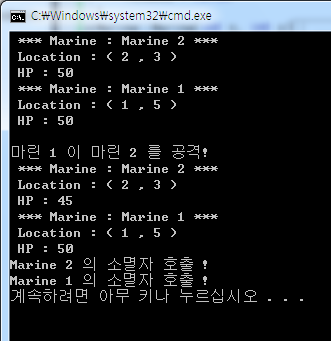 C:₩Windows₩system32₩cmd.exe
*** Marine : Marine 2 ***
Location : ( 2 , 3 )
HP : 50
*** Marine : Marine 1 ***
Location : ( 1 , 5 )
HP : 50
마린 1 이 마린 2 를 공격!
*** Marine : Marine 2 ***
Location : ( 2 , 3 )
HP : 45
*** Marine : Marine 1 ***
Location : ( 1 , 5 )
HP : 50
Marine 2 의 소멸자 호출 !
Marine 1 의 소멸자 호출 !
계속하려면 아무 키나 누르십시오 . . .